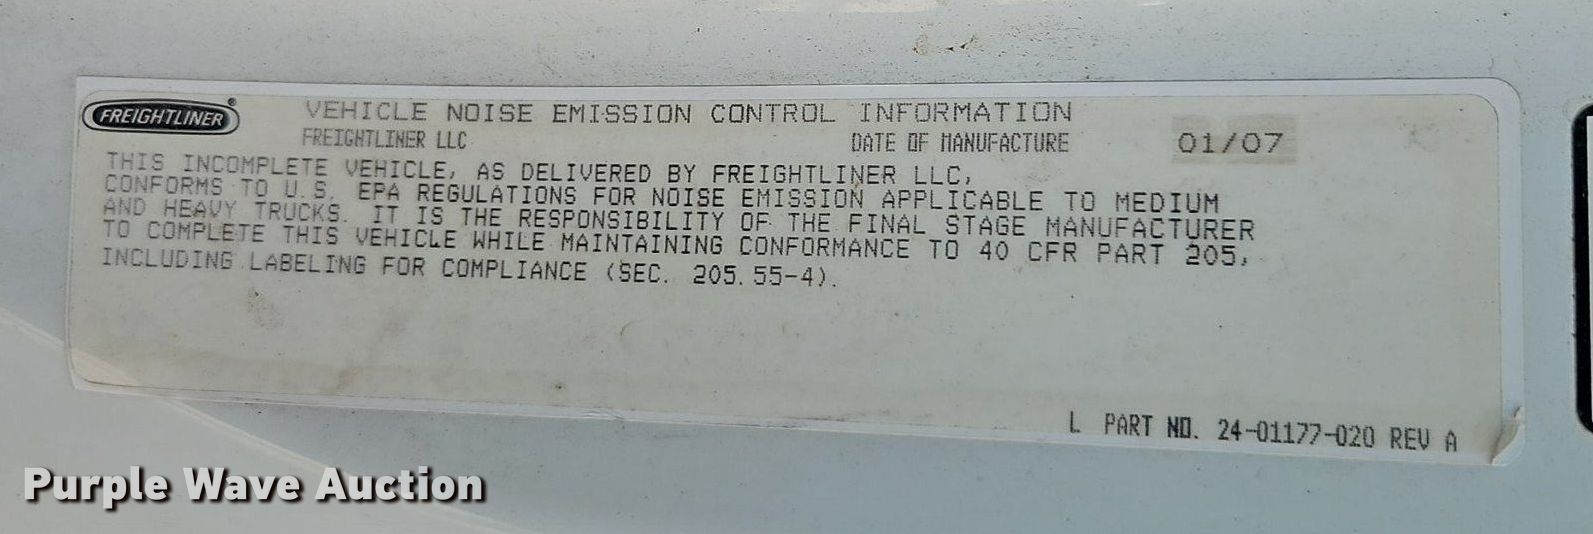 FREIGHTLINER®
VEHICLE NOISE EMISSION CONTROL INFORMATION
FREIGHTLINER LLC DATE OF MANUFACTURE 01/07
THIS INCOMPLETE VEHICLE, AS DELIVERED BY FREIGHTLINER LLC,
CONFORMS TO U.S. EPA REGULATIONS FOR NOISE EMISSION APPLICABLE TO MEDIUM
AND HEAVY TRUCKS. IT IS THE RESPONSIBILITY OF THE FINAL STAGE MANUFACTURER
TO COMPLETE THIS VEHICLE WHILE MAINTAINING CONFORMANCE TO 40 CFR PART 205,
INCLUDING LABELING FOR COMPLIANCE (SEC. 205.55-4).
L PART NO. 24-01177-020 REV A
Purple Wave Auction